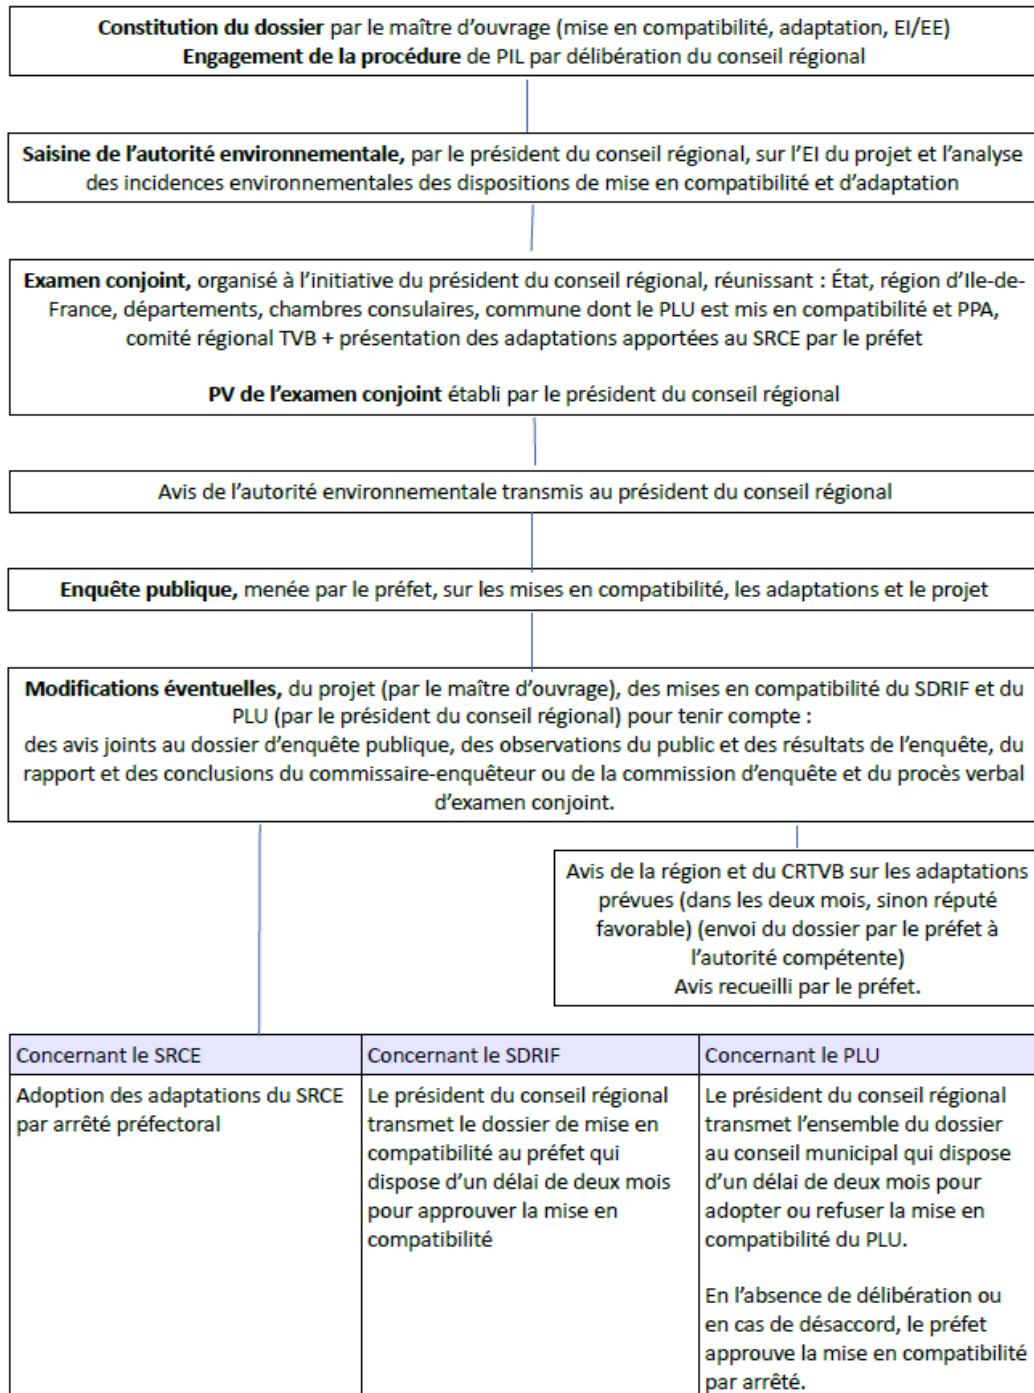 Constitution du dossier par le maître d'ouvrage (mise en compatibilité, adaptation, EI/EE)
Engagement de la procédure de PIL par délibération du conseil régional
Saisine de l'autorité environnementale, par le président du conseil régional, sur l'EI du projet et l'analyse
des incidences environnementales des dispositions de mise en compatibilité et d'adaptation
Examen conjoint, organisé à l'initiative du président du conseil régional, réunissant : État, région d'Ile-de-
France, départements, chambres consulaires, commune dont le PLU est mis en compatibilité et PPA,
comité régional TVB + présentation des adaptations apportées au SRCE par le préfet
PV de l'examen conjoint établi par le président du conseil régional
Avis de l'autorité environnementale transmis au président du conseil régional
Enquête publique, menée par le préfet, sur les mises en compatibilité, les adaptations et le projet
Modifications éventuelles, du projet (par le maître d'ouvrage), des mises en compatibilité du SDRIF et du
PLU (par le président du conseil régional) pour tenir compte :
des avis joints au dossier d'enquête publique, des observations du public et des résultats de l'enquête, du
rapport et des conclusions du commissaire-enquêteur ou de la commission d'enquête et du procès verbal
d'examen conjoint.
Avis de la région et du CRTVB sur les adaptations
prévues (dans les deux mois, sinon réputé
favorable) (envoi du dossier par le préfet à
l'autorité compétente)
Avis recueilli par le préfet.
Concernant le SRCE
Adoption des adaptations du SRCE
par arrêté préfectoral
Concernant le SDRIF
Le président du conseil régional
transmet le dossier de mise en
compatibilité au préfet qui
dispose d'un délai de deux mois
pour approuver la mise en
compatibilité
Concernant le PLU
Le président du conseil régional
transmet l'ensemble du dossier
au conseil municipal qui dispose
d'un délai de deux mois pour
adopter ou refuser la mise en
compatibilité du PLU.
En l'absence de délibération ou
en cas de désaccord, le préfet
approuve la mise en compatibilité
par arrêté.